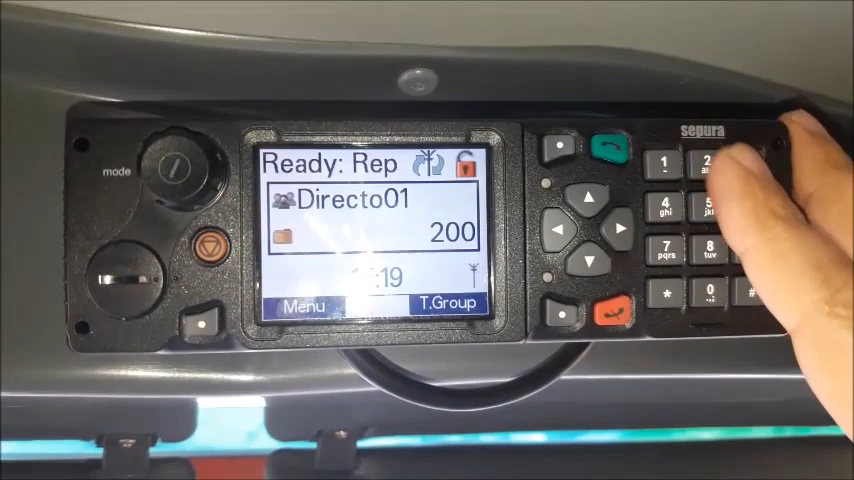 mode
Ready: Rep
Directo01
200
:19
Menu
T.Group
sepura
1
2
4
ghi
5
jkl
7
pqrs
8
tuv
*
0
#